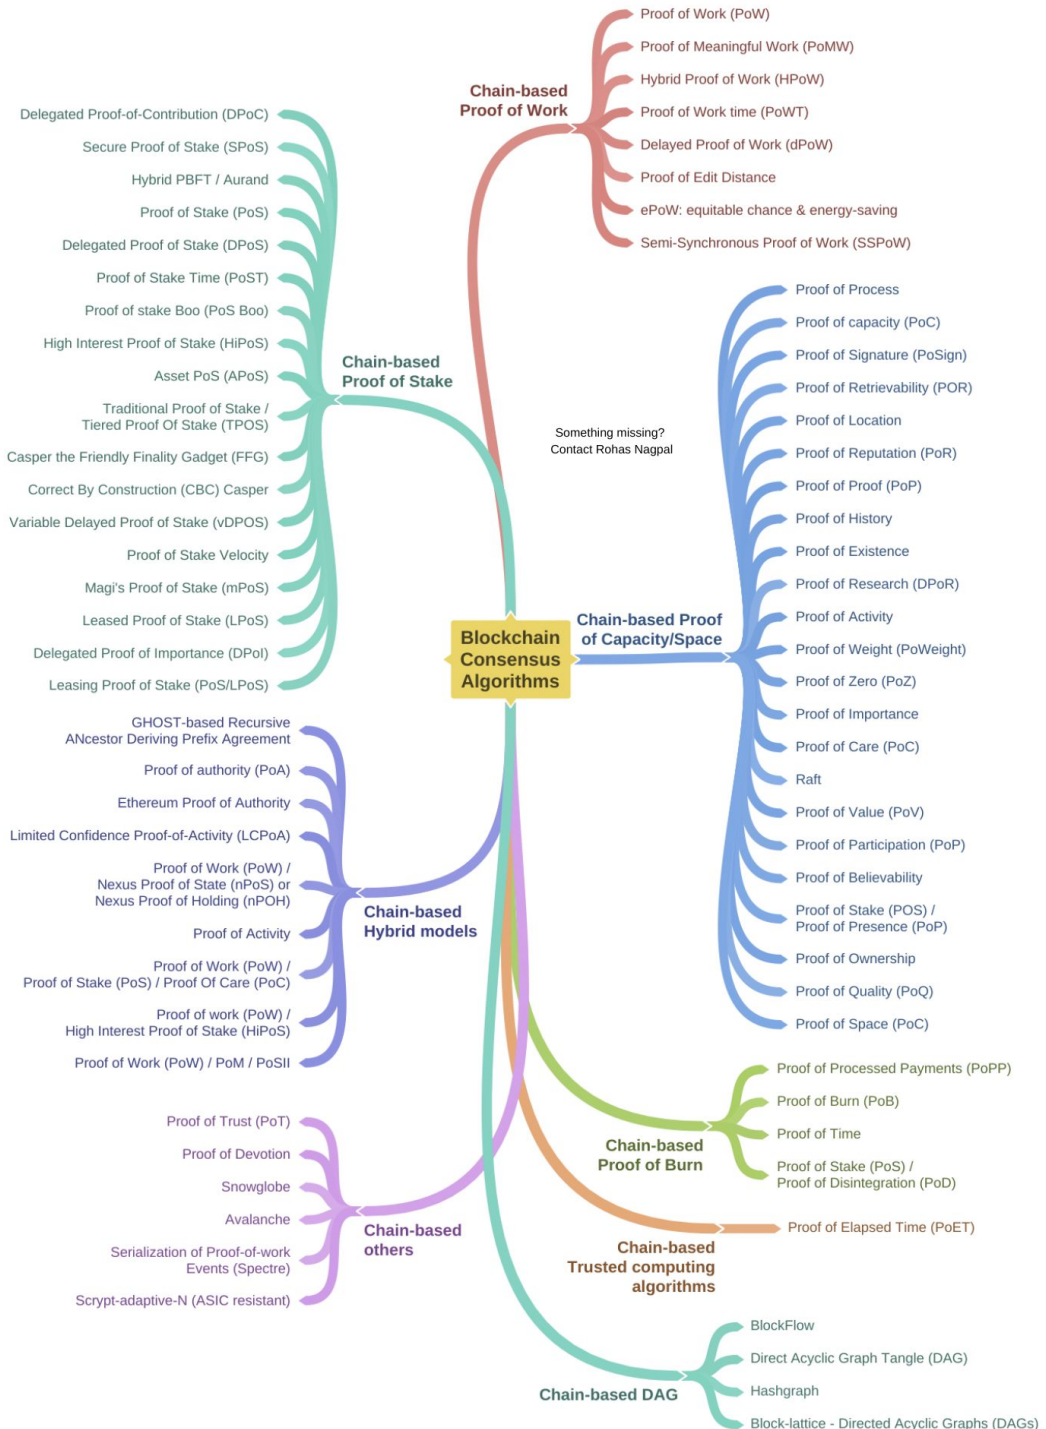 Blockchain
Consensus
Algorithms
Chain-based
Proof of Work
Proof of Work (PoW)
Proof of Meaningful Work (PoMW)
Hybrid Proof of Work (HPoW)
Proof of Work time (PoWT)
Delayed Proof of Work (dPoW)
Proof of Edit Distance
ePoW: equitable chance & energy-saving
Semi-Synchronous Proof of Work (SSPoW)
Chain-based
Proof of Stake
Delegated Proof-of-Contribution (DPoC)
Secure Proof of Stake (SPoS)
Hybrid PBFT / Aurand
Proof of Stake (PoS)
Delegated Proof of Stake (DPoS)
Proof of Stake Time (PoST)
Proof of stake Boo (PoS Boo)
High Interest Proof of Stake (HiPoS)
Asset PoS (APoS)
Traditional Proof of Stake /
Tiered Proof Of Stake (TPOS)
Casper the Friendly Finality Gadget (FFG)
Correct By Construction (CBC) Casper
Variable Delayed Proof of Stake (vDPOS)
Proof of Stake Velocity
Magi's Proof of Stake (mPoS)
Leased Proof of Stake (LPoS)
Delegated Proof of Importance (DPoI)
Leasing Proof of Stake (PoS/LPoS)
Something missing?
Contact Rohas Nagpal
Chain-based Proof
of Capacity/Space
Proof of Process
Proof of capacity (PoC)
Proof of Signature (PoSign)
Proof of Retrievability (POR)
Proof of Location
Proof of Reputation (PoR)
Proof of Proof (PoP)
Proof of History
Proof of Existence
Proof of Research (DPoR)
Proof of Activity
Proof of Weight (PoWeight)
Proof of Zero (PoZ)
Proof of Importance
Proof of Care (PoC)
Raft
Proof of Value (PoV)
Proof of Participation (PoP)
Proof of Believability
Proof of Stake (POS) /
Proof of Presence (PoP)
Proof of Ownership
Proof of Quality (PoQ)
Proof of Space (PoC)
Chain-based
Hybrid models
GHOST-based Recursive
ANcestor Deriving Prefix Agreement
Proof of authority (PoA)
Ethereum Proof of Authority
Limited Confidence Proof-of-Activity (LCPoA)
Proof of Work (PoW) /
Nexus Proof of State (nPoS) or
Nexus Proof of Holding (nPOH)
Proof of Activity
Proof of Work (PoW) /
Proof of Stake (PoS) / Proof Of Care (PoC)
Proof of work (PoW) /
High Interest Proof of Stake (HiPoS)
Proof of Work (PoW) / PoM / PoSII
Chain-based
Proof of Burn
Proof of Processed Payments (PoPP)
Proof of Burn (PoB)
Proof of Time
Proof of Stake (PoS) /
Proof of Disintegration (PoD)
Chain-based
others
Proof of Trust (PoT)
Proof of Devotion
Snowglobe
Avalanche
Serialization of Proof-of-work
Events (Spectre)
Scrypt-adaptive-N (ASIC resistant)
Chain-based
Trusted computing
algorithms
Proof of Elapsed Time (PoET)
Chain-based DAG
BlockFlow
Direct Acyclic Graph Tangle (DAG)
Hashgraph
Block-lattice - Directed Acyclic Graphs (DAGs)